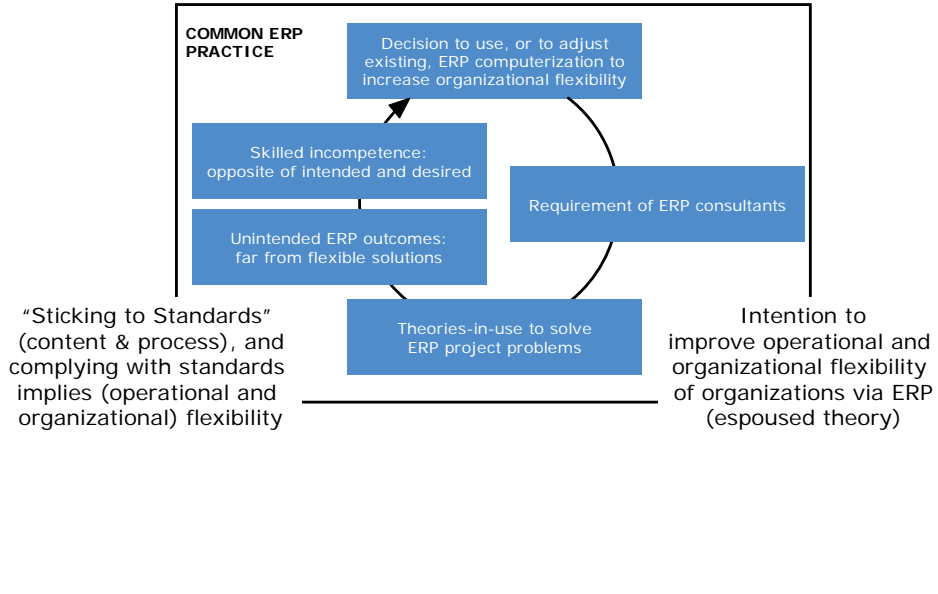 COMMON ERP
PRACTICE
Decision to use, or to adjust
existing, ERP computerization to
increase organizational flexibility
Skilled incompetence:
opposite of intended and desired
Requirement of ERP consultants
Unintended ERP outcomes:
far from flexible solutions
Theories-in-use to solve
ERP project problems
“Sticking to Standards”
(content & process), and
complying with standards
implies (operational and
organizational) flexibility
Intention to
improve operational and
organizational flexibility
of organizations via ERP
(espoused theory)